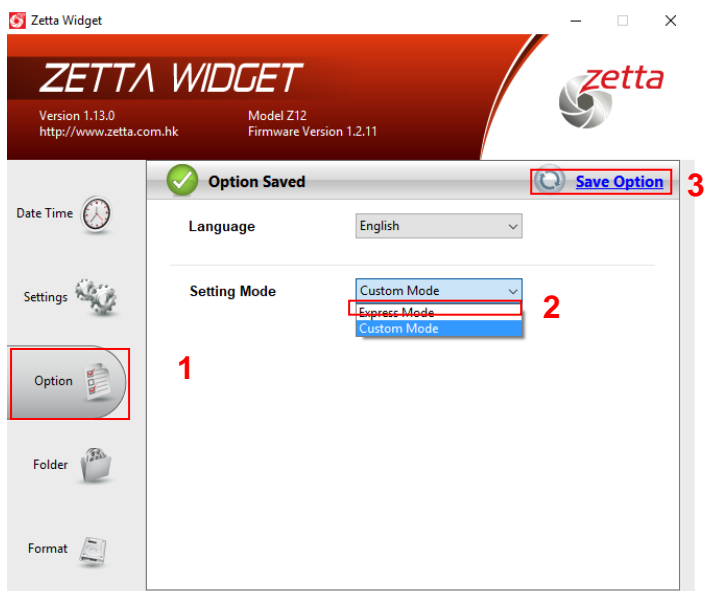 Zetta Widget
ZETTA WIDGET
zetta
Version 1.13.0 Model Z12
http://www.zetta.com.hk Firmware Version 1.2.11
Option Saved Save Option 3
Date Time
Language English
Settings
Setting Mode Custom Mode
Express Mode 2
Custom Mode
Option 1
Folder
Format